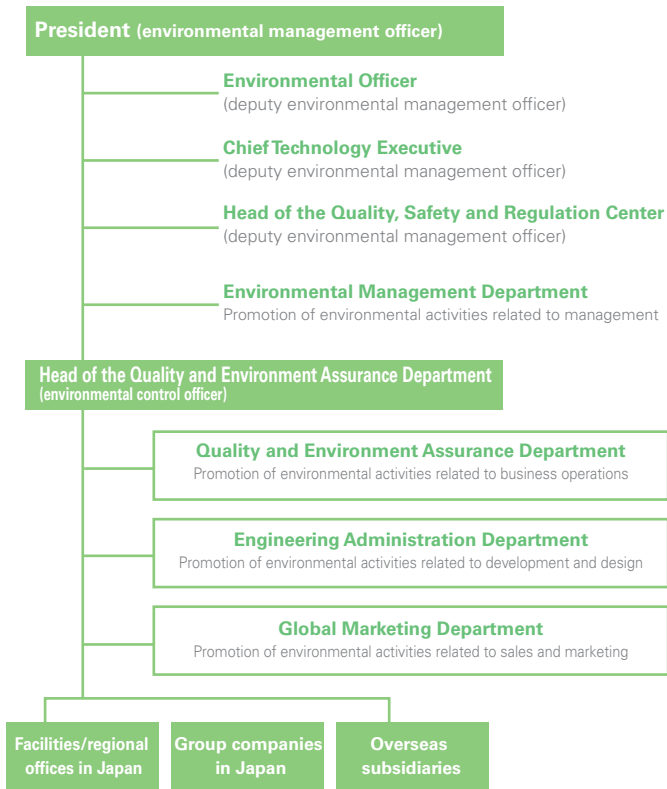 President (environmental management officer)
Environmental Officer
(deputy environmental management officer)
Chief Technology Executive
(deputy environmental management officer)
Head of the Quality, Safety and Regulation Center
(deputy environmental management officer)
Environmental Management Department
Promotion of environmental activities related to management
Head of the Quality and Environment Assurance Department
(environmental control officer)
Quality and Environment Assurance Department
Promotion of environmental activities related to business operations
Engineering Administration Department
Promotion of environmental activities related to development and design
Global Marketing Department
Promotion of environmental activities related to sales and marketing
Facilities/regional
offices in Japan
Group companies
in Japan
Overseas
subsidiaries